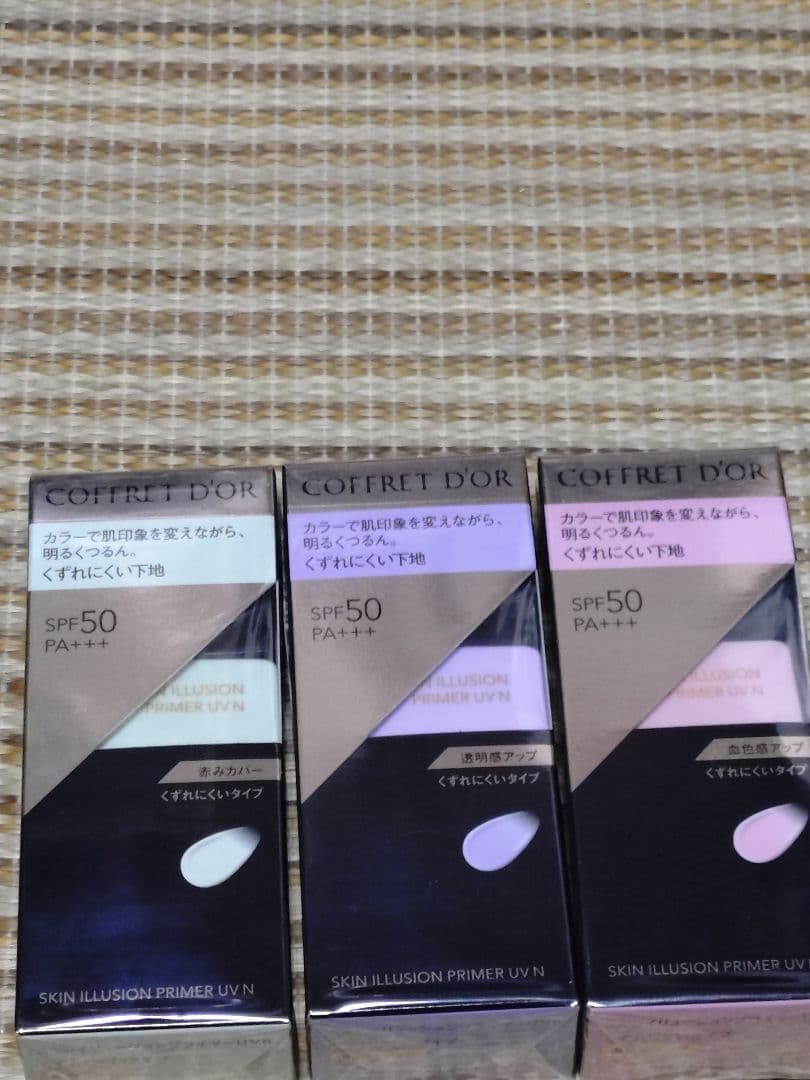 COFFRET D'OR
カラーで肌印象を変えながら、
明るくつるん。
くずれにくい下地
SPF50
PA+++
ILLUSION
PRIMER UV N
赤みカバー
くずれにくいタイプ
SKIN ILLUSION PRIMER UV N
COFFRET D'OR
カラーで肌印象を変えながら、
明るくつるん。
くずれにくい下地
SPF50
PA+++
ILLUSION
PRIMER UV N
透明感アップ
くずれにくいタイプ
SKIN ILLUSION PRIMER UV N
COFFRET D'OR
カラーで肌印象を変えながら、
明るくつるん。
くずれにくい下地
SPF50
PA+++
ILLUSION
PRIMER UV N
血色感アップ
くずれにくいタイプ
SKIN ILLUSION PRIMER UV